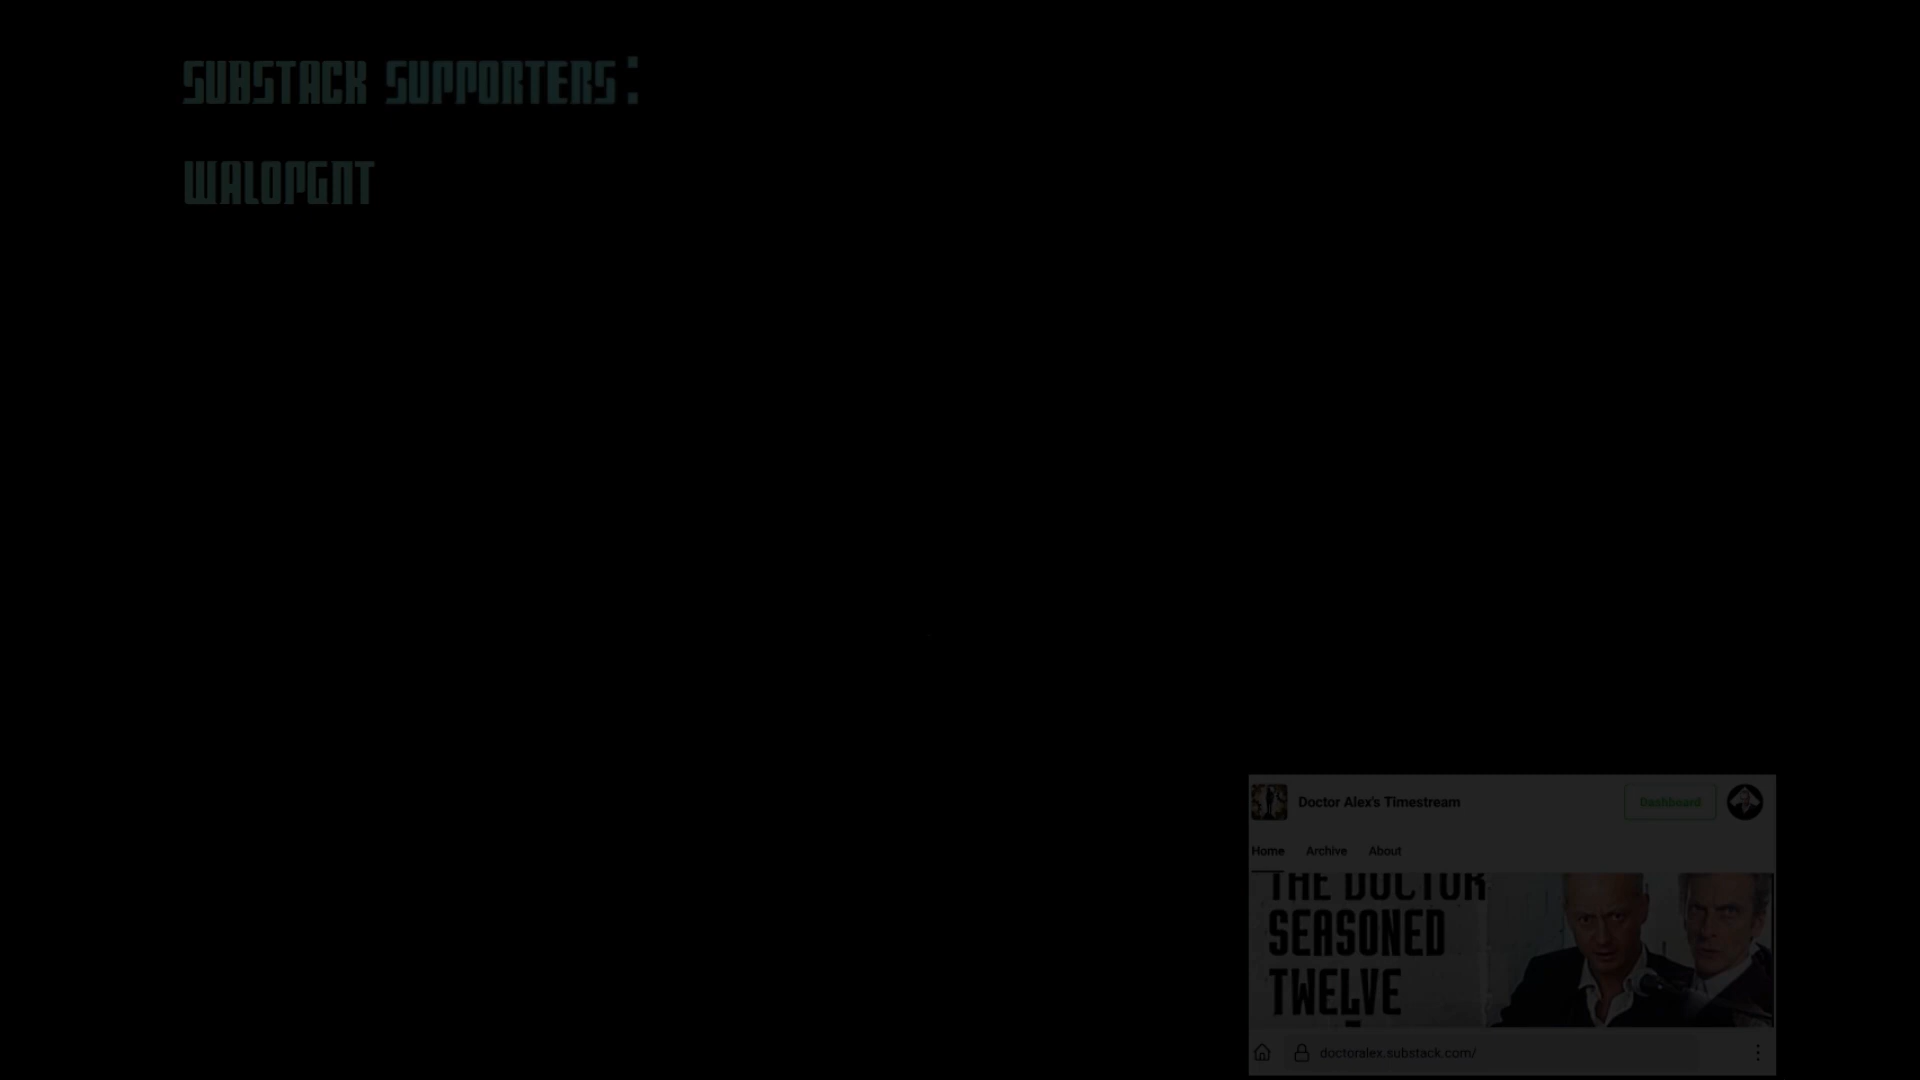 SUBSTACK SUPPORTERS:
WALOPGNT
Doctor Alex's Timestream
Dashboard
Home Archive About
THE DOCTOR
SEASONED
TWELVE
doctoralex.substack.com/